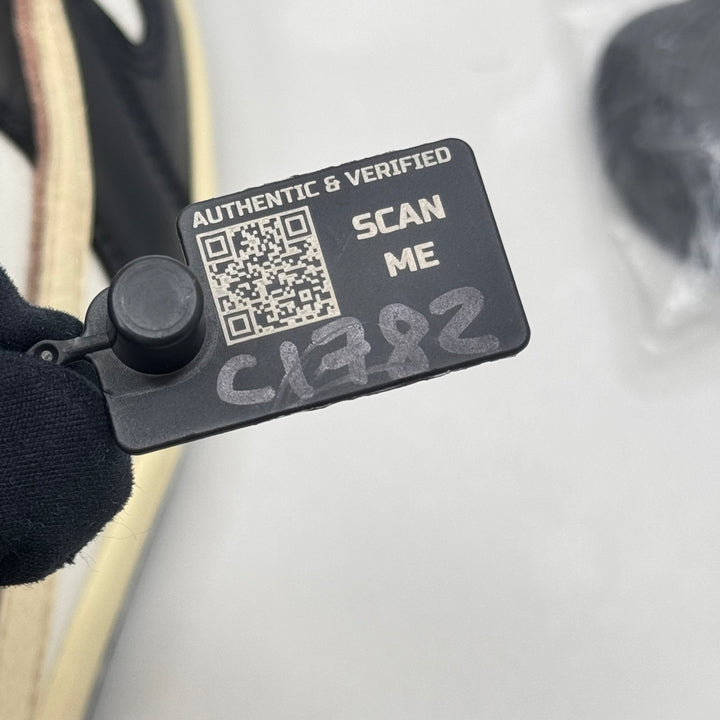 AUTHENTIC & VERIFIED
SCAN
ME
C1782